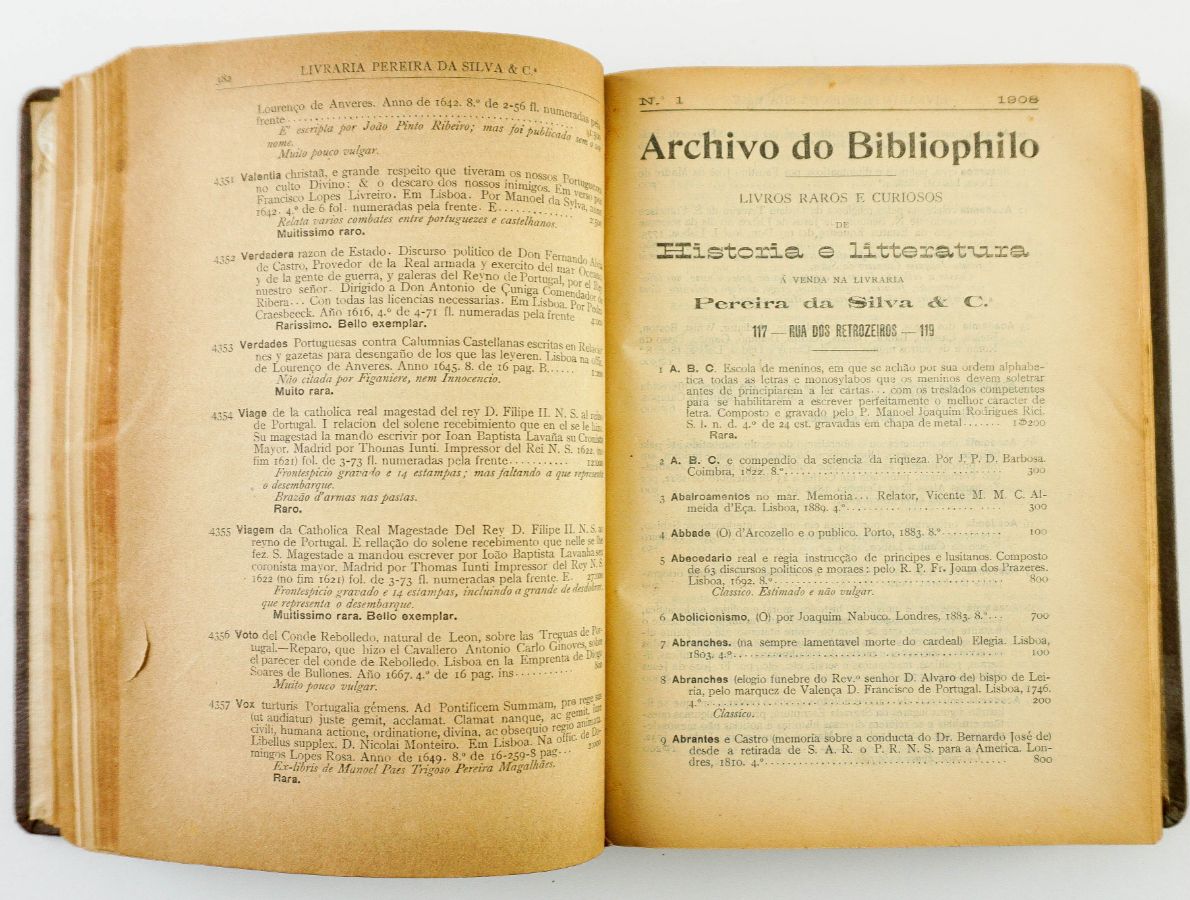 382 LIVRARIA PEREIRA DA SILVA & C.ª
Lourenço de Anveres. Anno de 1642. 8.º de 2-56 fl. numeradas pela
frente
E' escripta por João Pinto Ribeiro; mas foi publicada sem o seu
nome.
Muito pouco vulgar.
4351 Valentia christaã, e grande respeito que tiveram os nossos Portuguezes
no culto Divino: & o descaro dos nossos inimigos. Em verso por
Francisco Lopes Livreiro. Em Lisboa. Por Manoel da Sylva, anno
1642. 4.º de 6 fol. numeradas pela frente. E 2:500
Relata varios combates entre portuguezes e castelhanos.
Muitissimo raro.
4352 Verdadera razon de Estado. Discurso politico de Don Fernando Alvia
de Castro, Provedor de la Real armada y exercito del mar Oceano
y de la gente de guerra, y galeras del Reyno de Portugal, por el Rey
nuestro señor. Dirigido a Don Antonio de Çuniga Comendador de
Ribera... Con todas las licencias necessarias. Em Lisboa. Por Pedro
Craesbeeck. Año 1616, 4.º de 4-71 fl. numeradas pela frente 4:000
Rarissimo. Bello exemplar.
4353 Verdades Portuguesas contra Calumnias Castellanas escritas en Relacio-
nes y gazetas para desengaño de los que las leyeren. Lisboa na offic.
de Lourenço de Anveres. Anno 1645. 8.º de 16 pag. B.
Não citada por Figaniere, nem Innocencio.
Muito rara.
4354 Viage de la catholica real magestad del rey D. Filipe II. N. S. al reino
de Portugal. I relacion del solene recebimiento que en el se le hizo.
Su magestad la mando escrivir por Ioan Baptista Lavaña su Cronista
Mayor. Madrid por Thomas Iunti. Impressor del Rei N. S. 1622. (no
fim 1621) fol. de 3-73 fl. numeradas pela frente 12:000
Frontespicio gravado e 14 estampas; mas faltando a que representa
o desembarque.
Brazão d'armas nas pastas.
Raro.
4355 Viagem da Catholica Real Magestade Del Rey D. Filipe II. N. S. ao
reyno de Portugal. E rellação do solene recebimento que nelle se lhe
fez. S. Magestade a mandou escrever por Ioão Baptista Lavanha seu
coronista mayor. Madrid por Thomas Iunti Impressor del Rey N. S.
1622 (no fim 1621) fol. de 3-73 fl. numeradas pela frente. E. 27:000
Frontespicio gravado e 14 estampas, incluindo a grande de desdobrar,
que representa o desembarque.
Muitissimo rara. Bello exemplar.
4356 Voto del Conde Rebolledo, natural de Leon, sobre las Treguas de Por-
tugal.—Reparo, que hizo el Cavallero Antonio Carlo Ginoves, sobre
el parecer del conde de Rebolledo. Lisboa en la Emprenta de Diogo
Soares de Bullones. Año 1667. 4.º de 16 pag. ins
Muito pouco vulgar.
4357 Vox turturis Portugalia gémens. Ad Pontificem Summam, pro rege suo
(ut audiatur) juste gemit, acclamat. Clamat nanque, ac gemit, iure
civili, humana actione, ordinatione, divina, ac obsequio regio animata.
Libellus supplex. D. Nicolai Monteiro. Em Lisboa. Na offic. de Do-
mingos Lopes Rosa. Anno de 1649. 8.º de 16-259-8 pag... 2:000
Ex-libris de Manoel Paes Trigoso Pereira Magalhães.
Rara.
N.º 1 1908
Archivo do Bibliophilo
LIVROS RAROS E CURIOSOS
DE
Historia e litteratura
Á VENDA NA LIVRARIA
Pereira da Silva & C.ª
117 — RUA DOS RETROZEIROS — 119
1 A. B. C. Escola de meninos, em que se achão por sua ordem alphabe-
tica todas as letras e monosylabos que os meninos devem soletrar
antes de principiarem a ler cartas... com os treslados competentes
para se habilitarem a escrever perfeitamente o melhor caracter de
letra. Composto e gravado pelo P. Manoel Joaquim Rodrigues Rici.
S. l. n. d. 4.º de 24 est. gravadas em chapa de metal 1$200
Rara.
2 A. B. C. e compendio da sciencia da riqueza. Por J. P. D. Barbosa.
Coimbra, 1822. 8.º 300
3 Abalroamentos no mar. Memoria... Relator, Vicente M. M. C. Al-
meida d'Eça. Lisboa, 1889. 4.º 300
4 Abbade (O) d'Arcozello e o publico. Porto, 1883. 8.º 100
5 Abecedario real e regia instrucção de principes e lusitanos. Composto
de 63 discursos politicos e moraes: pelo R. P. Fr. Joam dos Prazeres.
Lisboa, 1692. 8.º 800
Classico. Estimado e não vulgar.
6 Abolicionismo, (O) por Joaquim Nabuco. Londres, 1883. 8.º 700
7 Abranches. (na sempre lamentavel morte do cardeal) Elegia. Lisboa,
1803. 4.º 100
8 Abranches (elogio funebre do Rev.º senhor D. Alvaro de) bispo de Lei-
ria, pelo marquez de Valença D. Francisco de Portugal. Lisboa, 1746.
4.º 200
Classico.
9 Abrantes e Castro (memoria sobre a conducta do Dr. Bernardo José de)
desde a retirada de S. A. R. o P. R. N. S. para a America. Lon-
dres, 1810. 4.º 800